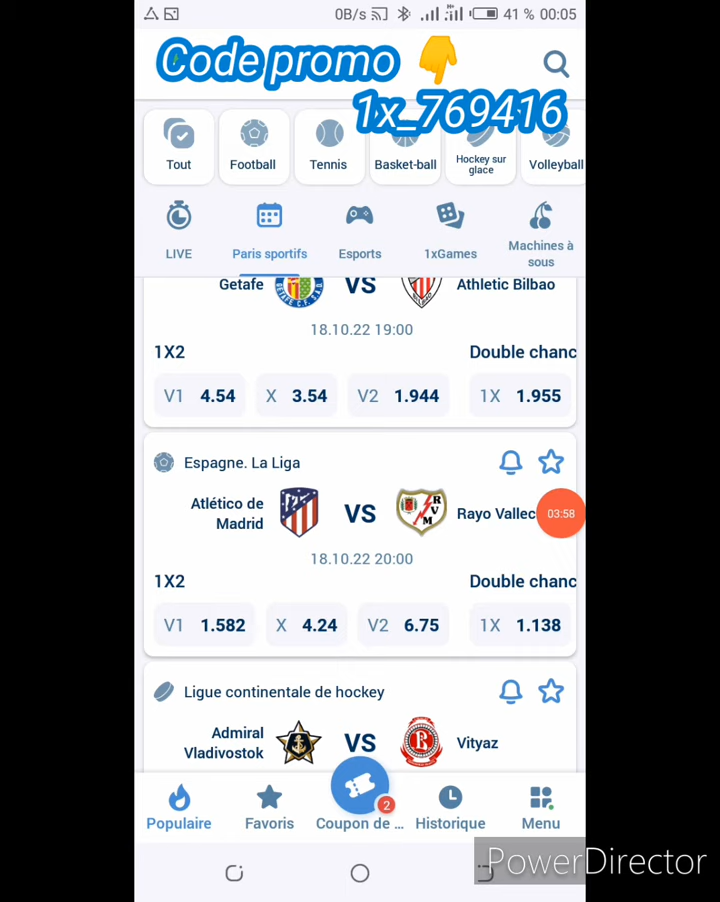 0B/s 41 % 00:05
Code promo
1x_769416
Tout Football Tennis Basket-ball Hockey sur glace Volleyball
LIVE Paris sportifs Esports 1xGames Machines à sous
Getafe VS Athletic Bilbao
18.10.22 19:00
1X2 Double chanc
V1 4.54 X 3.54 V2 1.944 1X 1.955
Espagne. La Liga
Atlético de Madrid VS Rayo Vallec
03:58
18.10.22 20:00
1X2 Double chanc
V1 1.582 X 4.24 V2 6.75 1X 1.138
Ligue continentale de hockey
Admiral Vladivostok VS Vityaz
2
Populaire Favoris Coupon de ... Historique Menu
PowerDirector